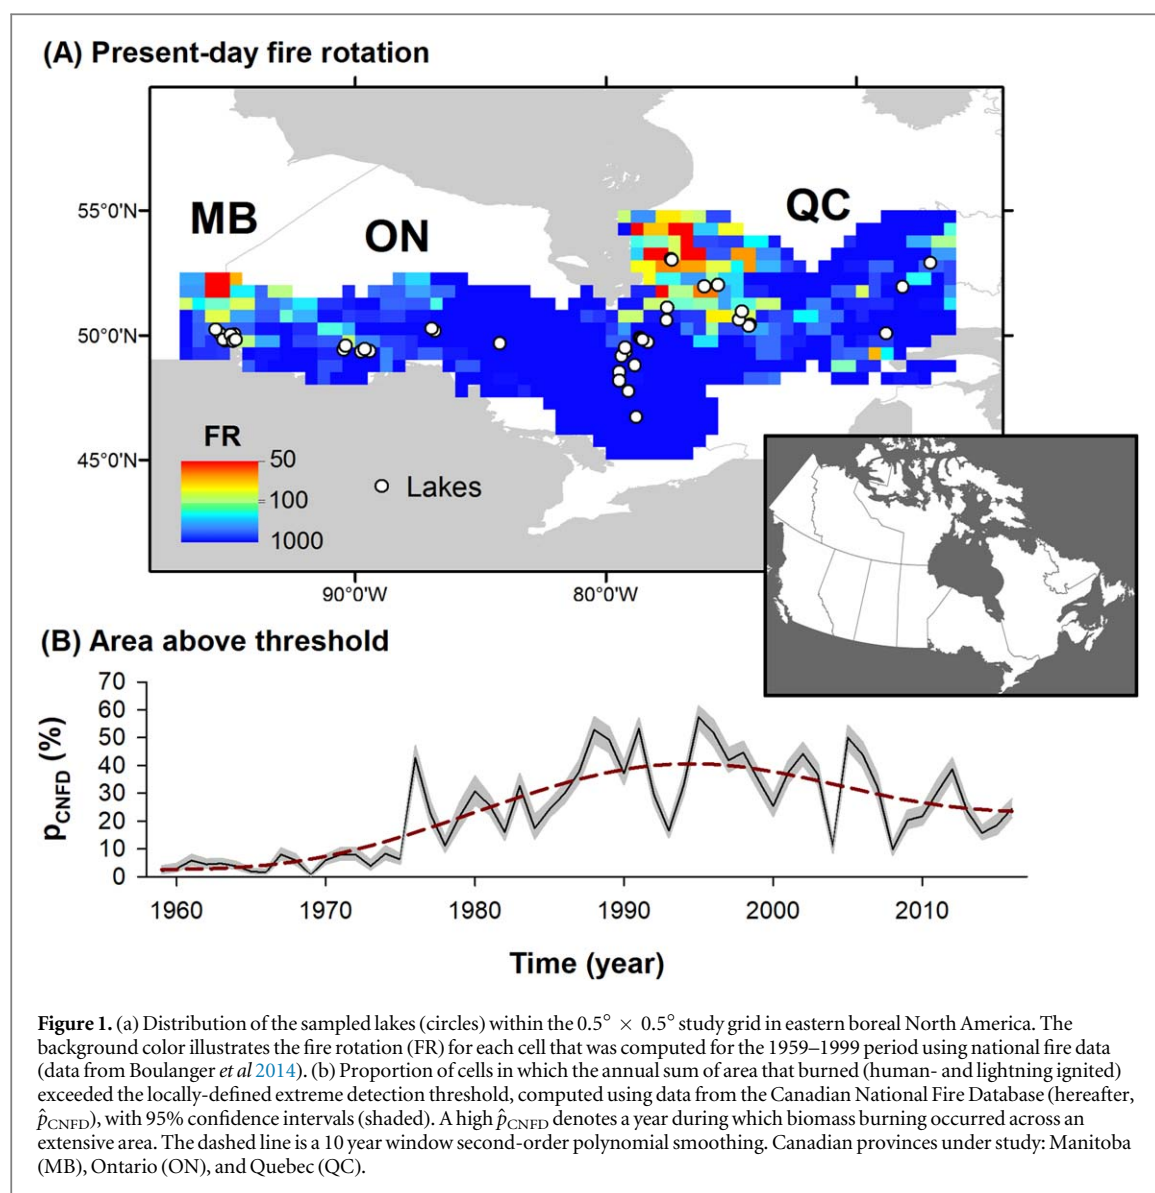 (A) Present-day fire rotation
MB
ON
QC
55°0'N
50°0'N
45°0'N
FR
50
100
1000
Lakes
90°0'W
80°0'W
(B) Area above threshold
pCNFD (%)
70
60
50
40
30
20
10
0
1960 1970 1980 1990 2000 2010
Time (year)
Figure 1. (a) Distribution of the sampled lakes (circles) within the 0.5° × 0.5° study grid in eastern boreal North America. The
background color illustrates the fire rotation (FR) for each cell that was computed for the 1959–1999 period using national fire data
(data from Boulanger et al 2014). (b) Proportion of cells in which the annual sum of area that burned (human- and lightning ignited)
exceeded the locally-defined extreme detection threshold, computed using data from the Canadian National Fire Database (hereafter,
p̂CNFD), with 95% confidence intervals (shaded). A high p̂CNFD denotes a year during which biomass burning occurred across an
extensive area. The dashed line is a 10 year window second-order polynomial smoothing. Canadian provinces under study: Manitoba
(MB), Ontario (ON), and Quebec (QC).